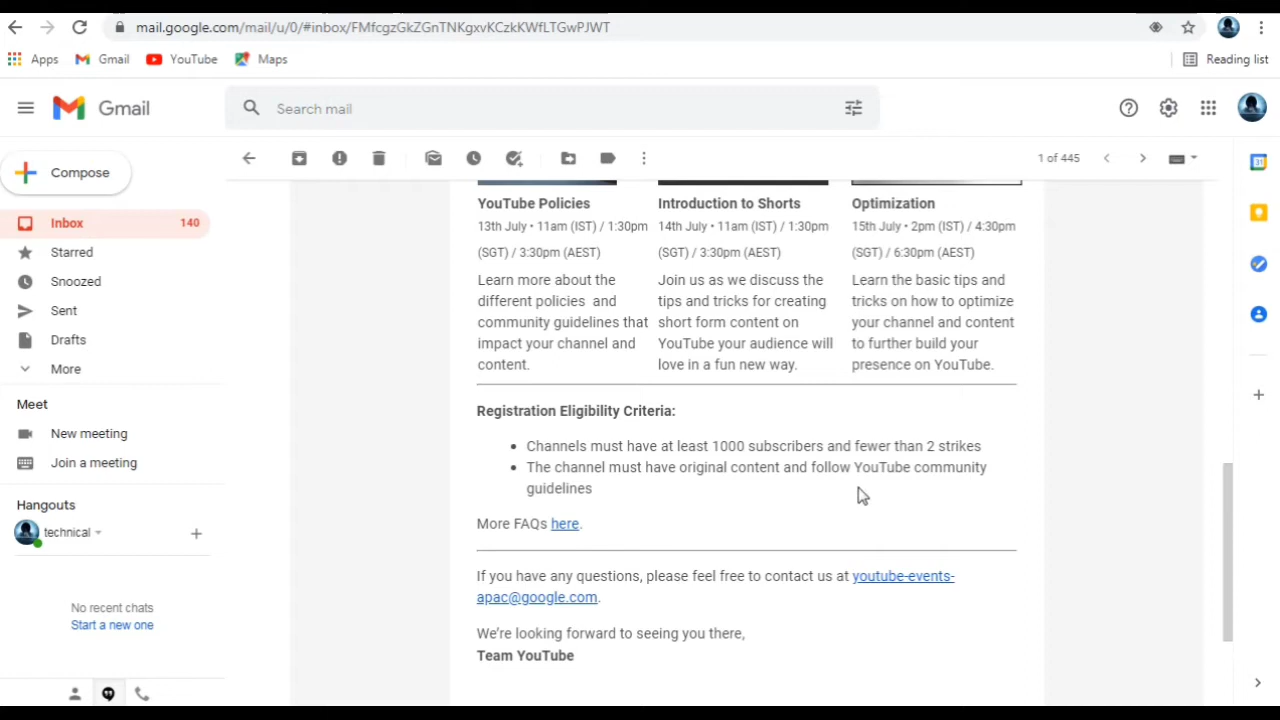 mail.google.com/mail/u/0/#inbox/FMfcgzGkZGnTNKgxvKCzkKWfLTGwPJWT
Apps Gmail YouTube Maps Reading list
Gmail
Search mail
Compose
1 of 445
Inbox 140
Starred
Snoozed
Sent
Drafts
More
Meet
New meeting
Join a meeting
Hangouts
technical
No recent chats
Start a new one
YouTube Policies
13th July • 11am (IST) / 1:30pm
(SGT) / 3:30pm (AEST)
Learn more about the
different policies and
community guidelines that
impact your channel and
content.
Introduction to Shorts
14th July • 11am (IST) / 1:30pm
(SGT) / 3:30pm (AEST)
Join us as we discuss the
tips and tricks for creating
short form content on
YouTube your audience will
love in a fun new way.
Optimization
15th July • 2pm (IST) / 4:30pm
(SGT) / 6:30pm (AEST)
Learn the basic tips and
tricks on how to optimize
your channel and content
to further build your
presence on YouTube.
Registration Eligibility Criteria:
• Channels must have at least 1000 subscribers and fewer than 2 strikes
• The channel must have original content and follow YouTube community
guidelines
More FAQs here.
If you have any questions, please feel free to contact us at youtube-events-
apac@google.com.
We're looking forward to seeing you there,
Team YouTube